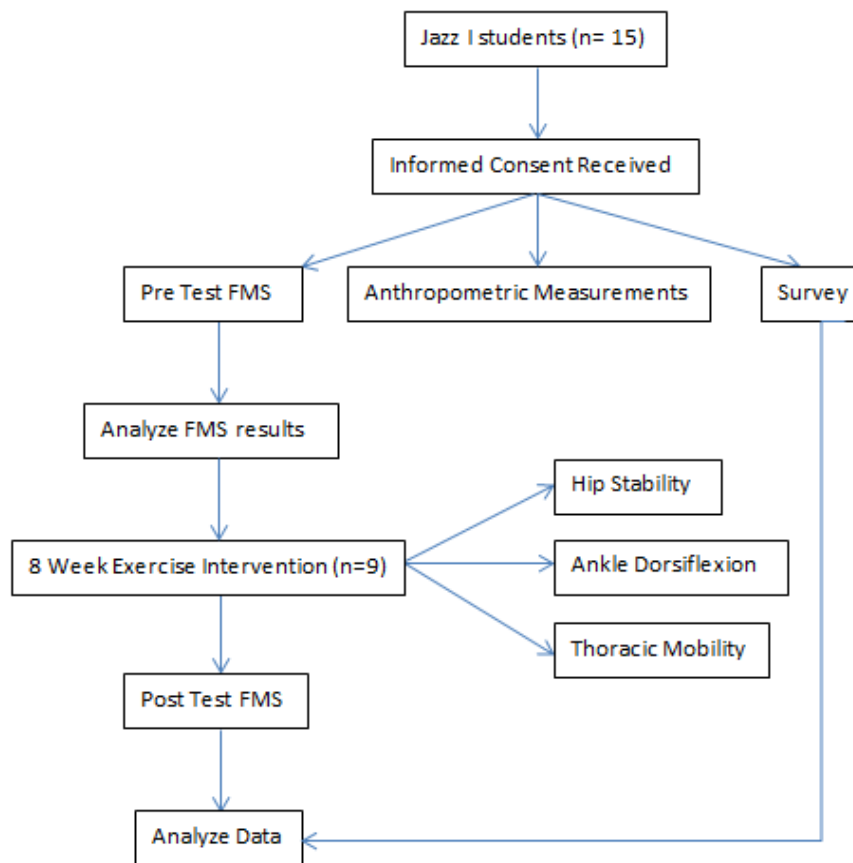 Jazz I students (n= 15)
Informed Consent Received
Pre Test FMS
Anthropometric Measurements
Survey
Analyze FMS results
Hip Stability
8 Week Exercise Intervention (n=9)
Ankle Dorsiflexion
Thoracic Mobility
Post Test FMS
Analyze Data